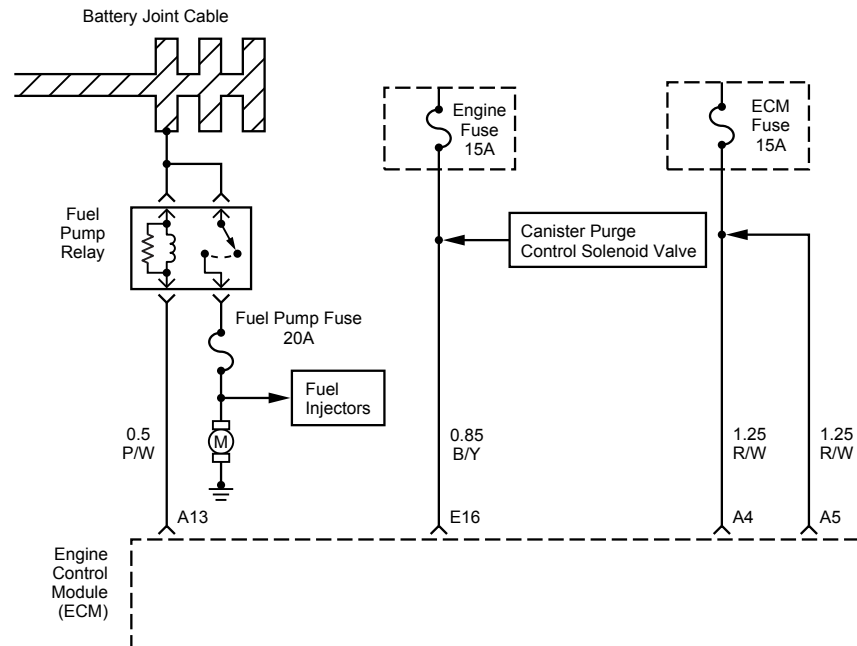 Battery Joint Cable
Engine
Fuse
15A
ECM
Fuse
15A
Fuel
Pump
Relay
Canister Purge
Control Solenoid Valve
Fuel Pump Fuse
20A
Fuel
Injectors
M
0.5
P/W
0.85
B/Y
1.25
R/W
1.25
R/W
A13
E16
A4
A5
Engine
Control
Module
(ECM)